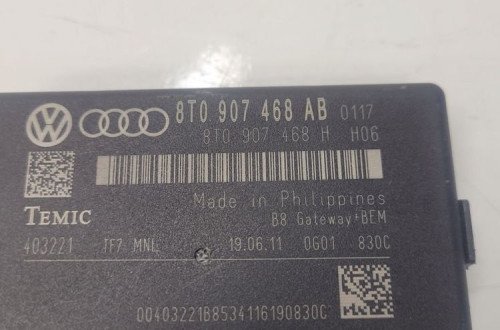 8T0 907 468 AB 0117
8T0 907 468 H H06
Made in Philippines
TEMIC B8 Gateway+BEM
403221 TF7 MNL 19.06.11 0601 830C
00403221B8534116190830C